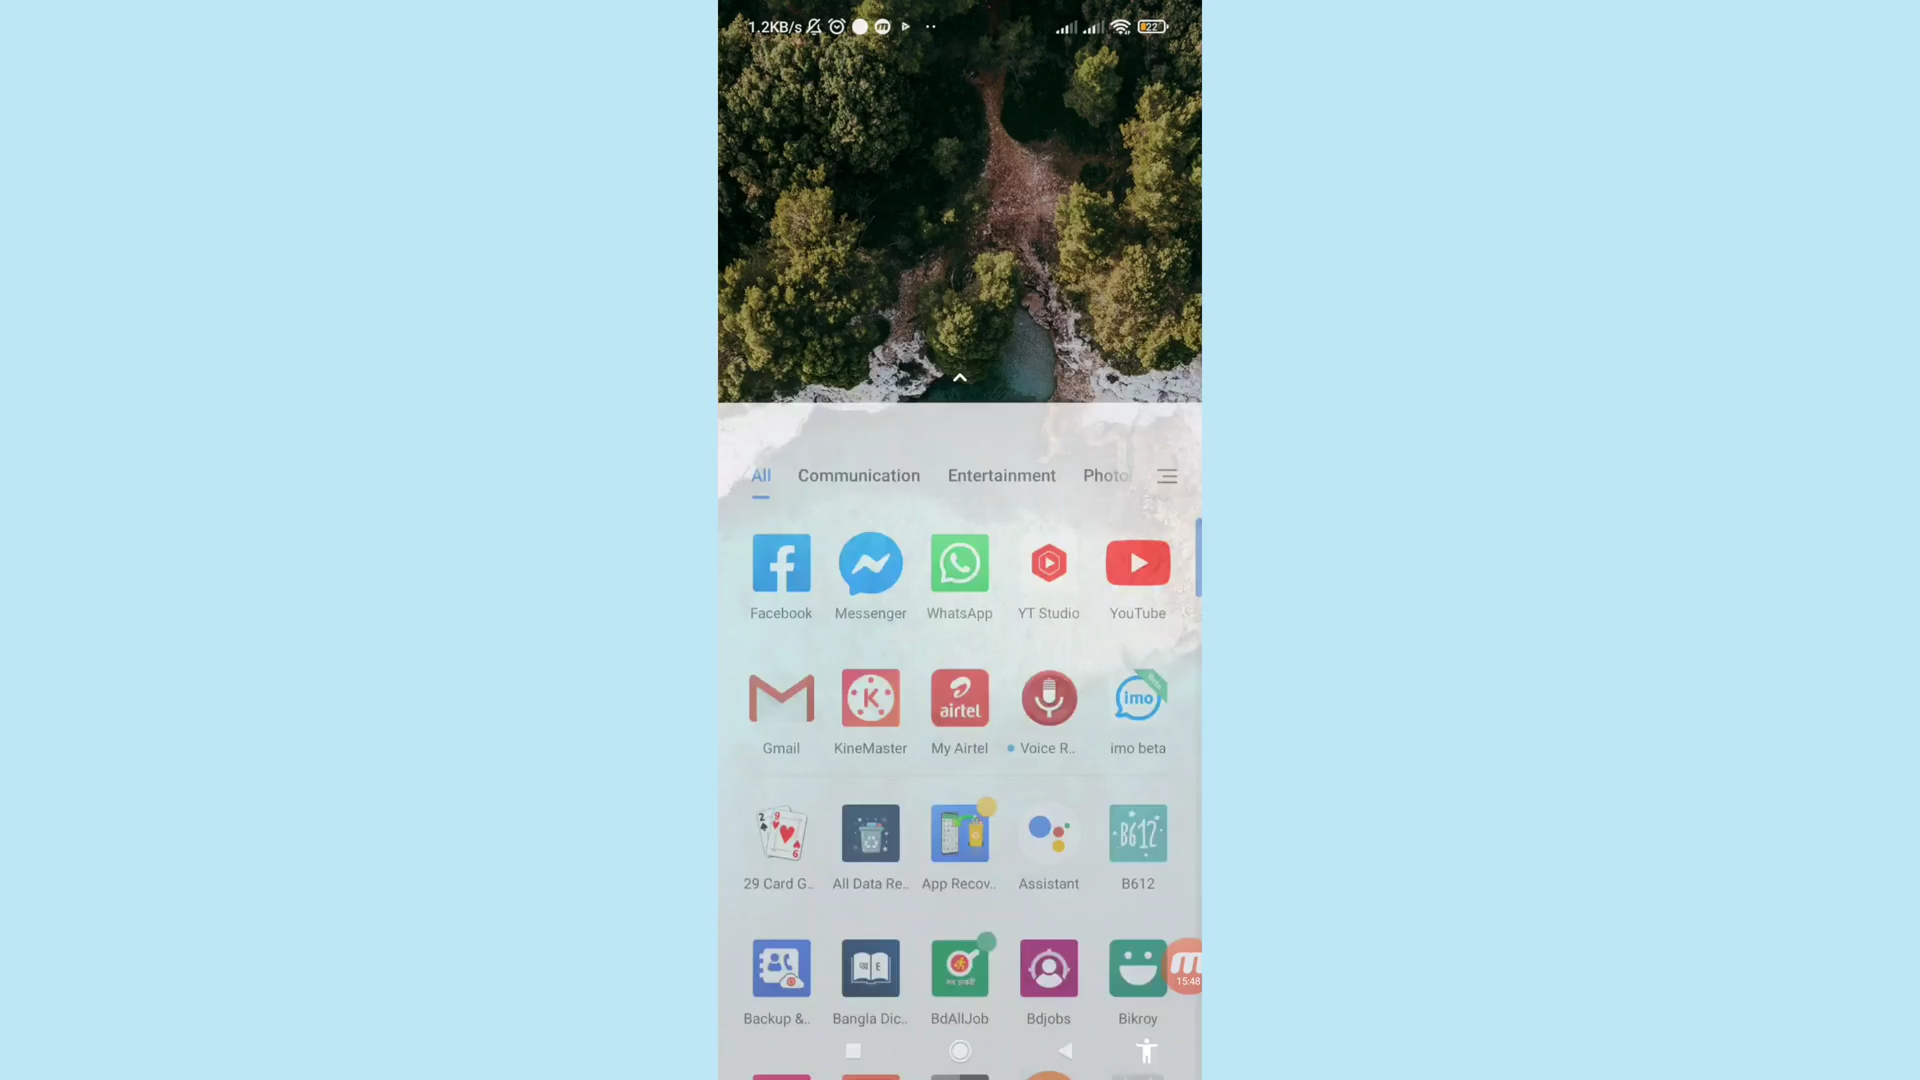 1.2KB/s 22
All Communication Entertainment Photo
Facebook Messenger WhatsApp YT Studio YouTube
airtel imo
Gmail KineMaster My Airtel Voice R.. imo beta
B612
29 Card G.. All Data Re.. App Recov.. Assistant B612
15:48
Backup &.. Bangla Dic.. BdAllJob Bdjobs Bikroy